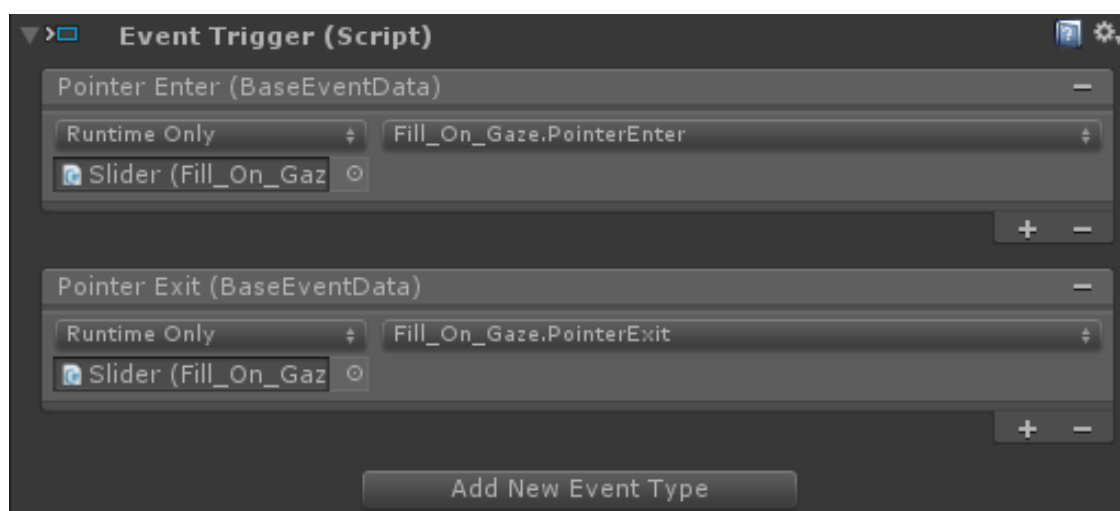 Event Trigger (Script)
Pointer Enter (BaseEventData)
Runtime Only
Fill_On_Gaze.PointerEnter
Slider (Fill_On_Gaz
Pointer Exit (BaseEventData)
Runtime Only
Fill_On_Gaze.PointerExit
Slider (Fill_On_Gaz
Add New Event Type